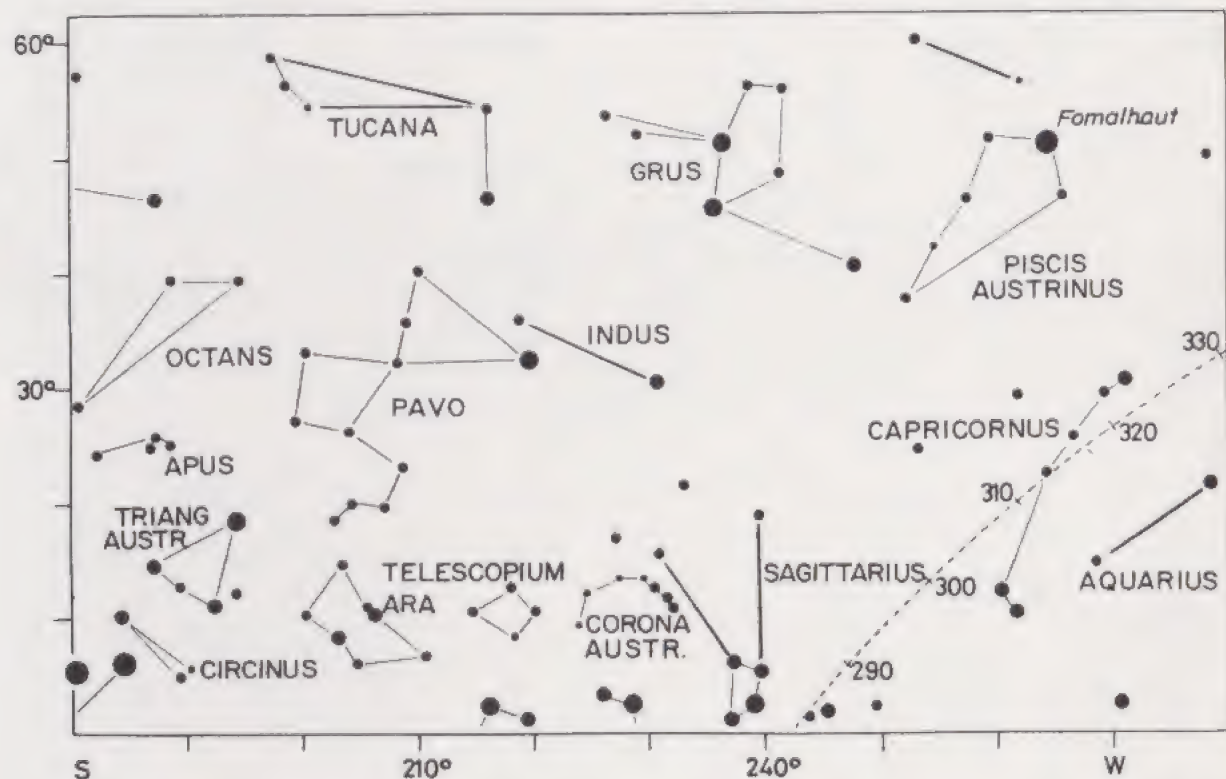 60°
TUCANA
Fomalhaut
GRUS
PISCIS
AUSTRINUS
INDUS
330
OCTANS
30°
PAVO
CAPRICORNUS
320
APUS
310
TRIANG
AUSTR.
TELESCOPIUM
SAGITTARIUS
300
AQUARIUS
ARA
CORONA
AUSTR.
CIRCINUS
290
S
210°
240°
W